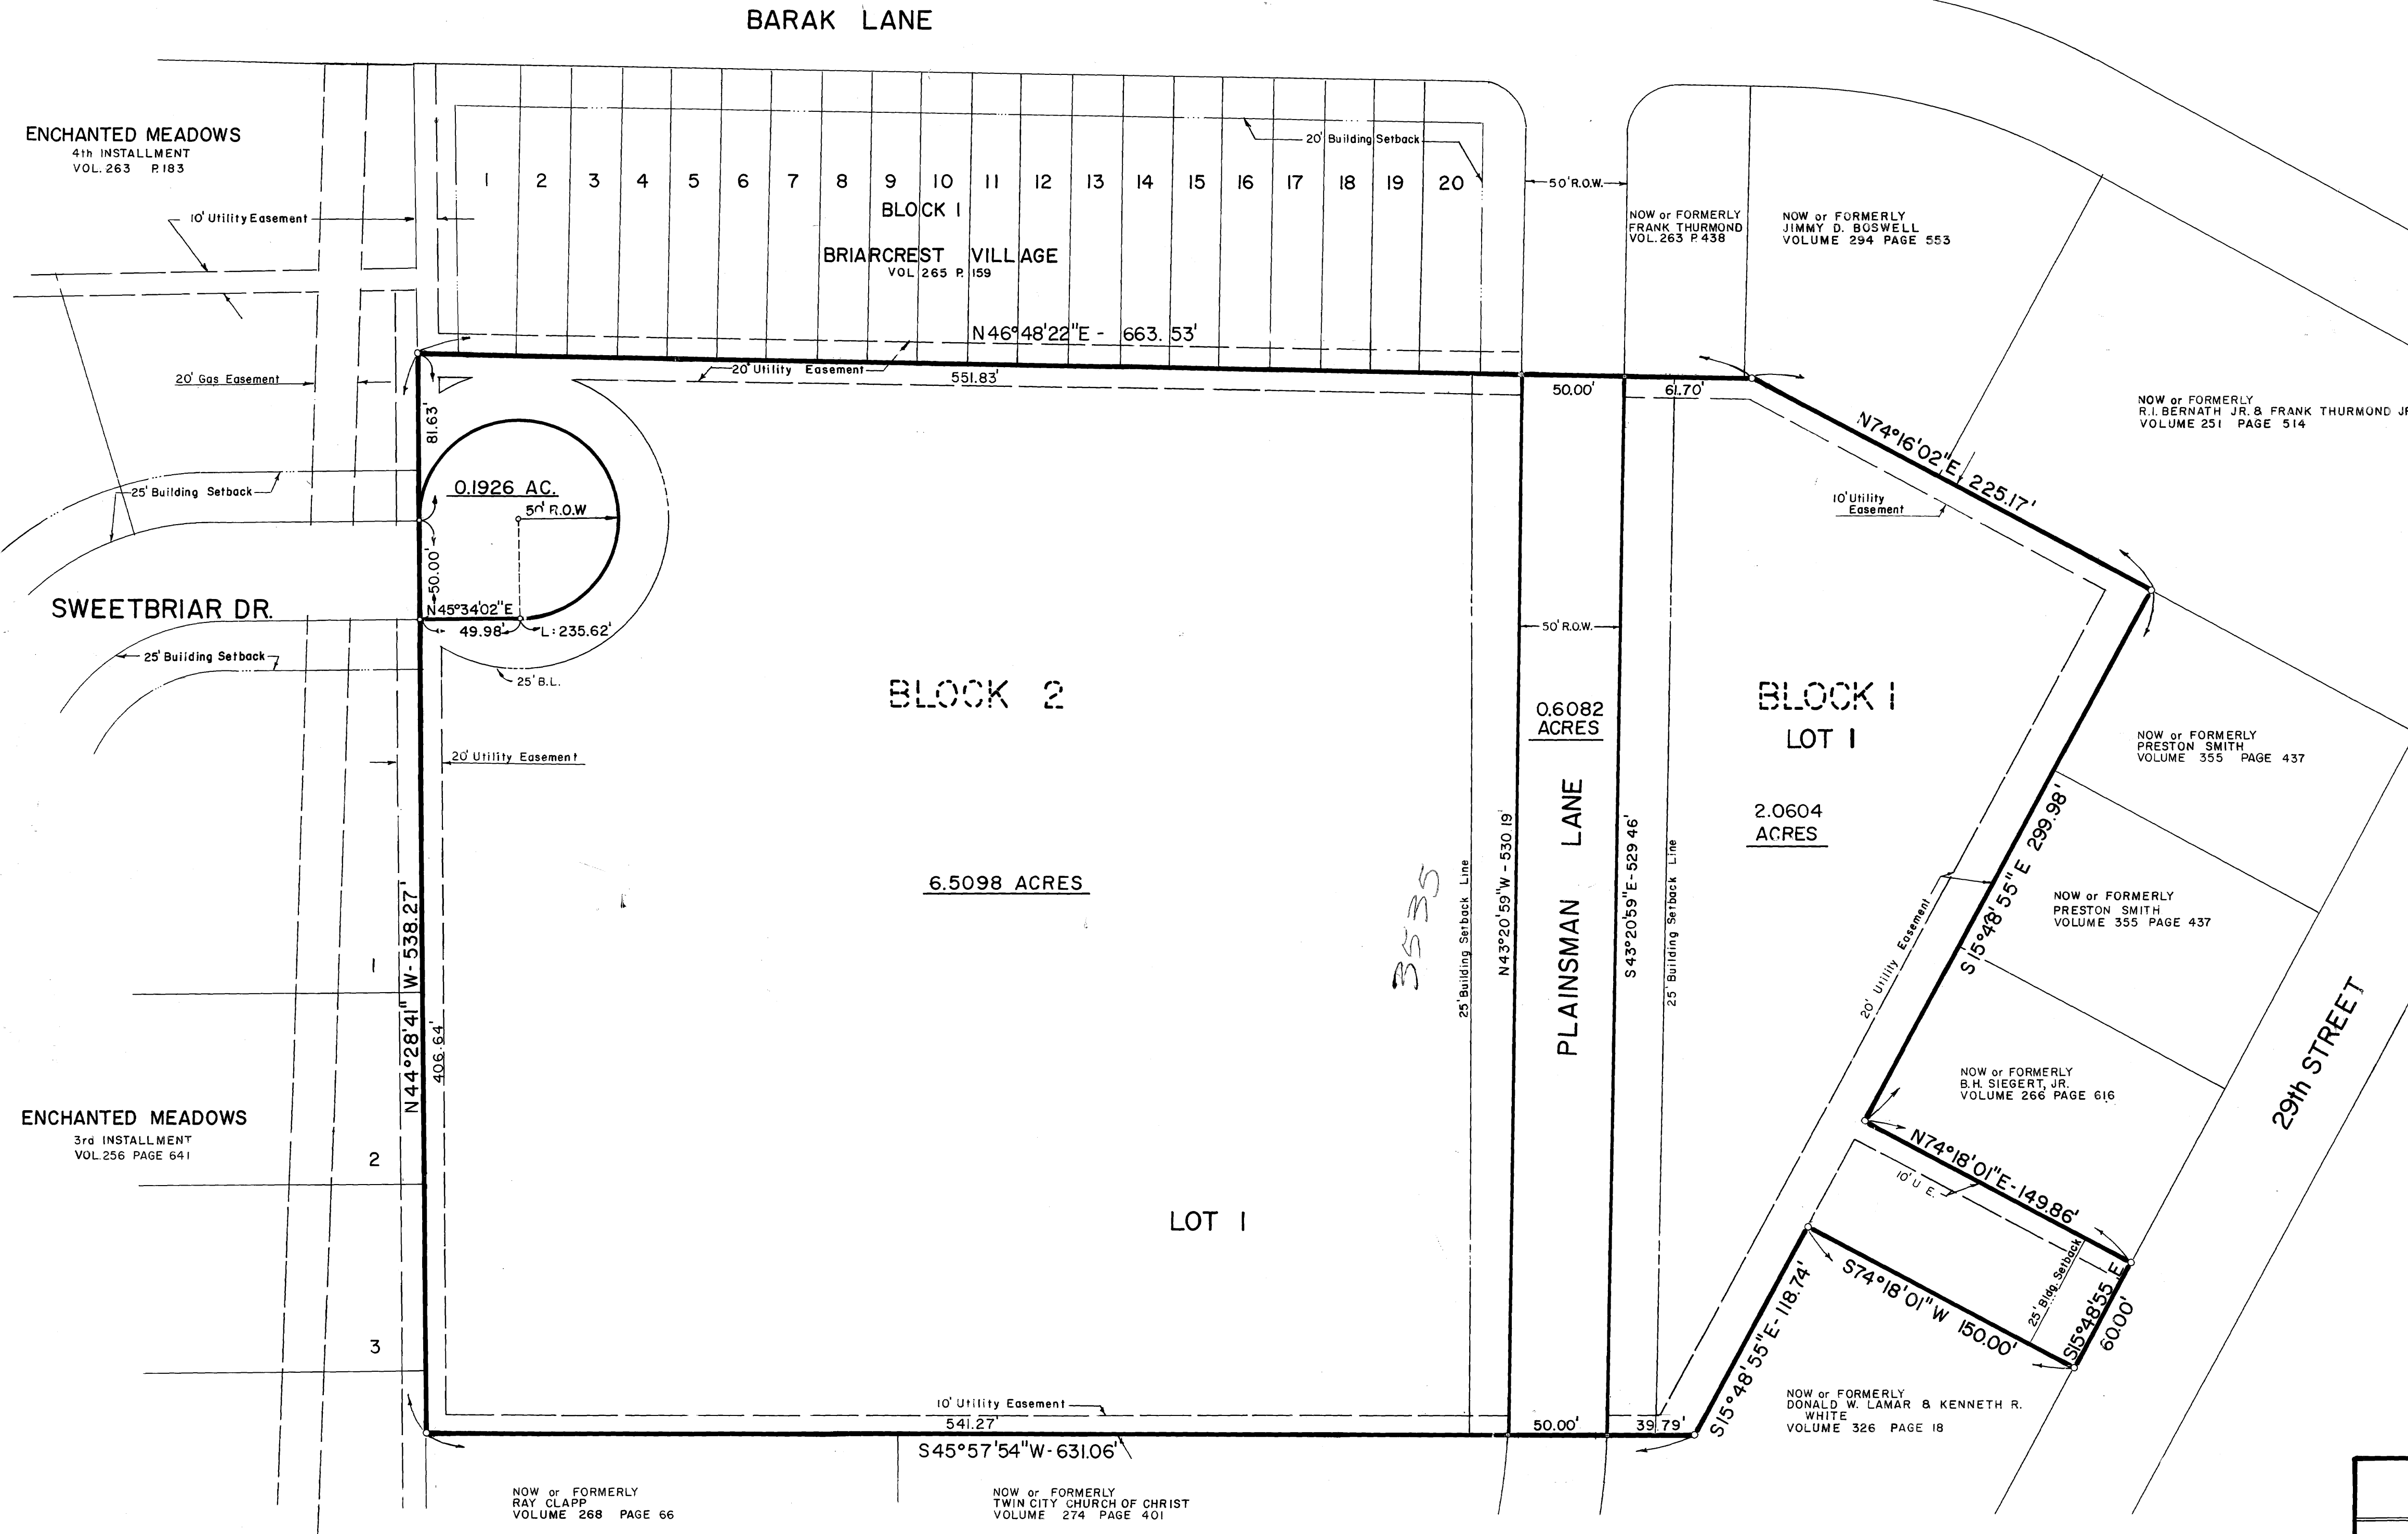 BARAK LANE
ENCHANTED MEADOWS
4th INSTALLMENT
VOL. 263 P. 183
10' Utility Easement
20' Building Setback
1 2 3 4 5 6 7 8 9 10 11 12 13 14 15 16 17 18 19 20
BLOCK 1
BRIARCREST VILLAGE
VOL 265 P. 159
50' R.O.W.
NOW or FORMERLY
FRANK THURMOND
VOL. 263 P. 438
NOW or FORMERLY
JIMMY D. BOSWELL
VOLUME 294 PAGE 553
N46°48'22"E - 663.53'
20' Utility Easement
551.83'
50.00'
61.70'
20' Gas Easement
81.63'
NOW or FORMERLY
R.I. BERNATH JR. & FRANK THURMOND
VOLUME 251 PAGE 514
N74°16'02"E 225.17'
10' Utility
Easement
25' Building Setback
0.1926 AC.
50' R.O.W
50.00'
SWEETBRIAR DR.
N45°34'02"E
49.98'
L:235.62'
25' Building Setback
25' B.L.
50' R.O.W.
BLOCK 2
0.6082
ACRES
BLOCK 1
LOT 1
20' Utility Easement
NOW or FORMERLY
PRESTON SMITH
VOLUME 355 PAGE 437
2.0604
ACRES
6.5098 ACRES
3535
25' Building Setback Line
N43°20'59"W - 530.19'
PLAINSMAN LANE
S43°20'59"E - 529.46'
25' Building Setback Line
S15°48'55"E 299.98'
20' Utility Easement
NOW or FORMERLY
PRESTON SMITH
VOLUME 355 PAGE 437
29th STREET
N44°28'41"W - 538.27'
406.64'
1
NOW or FORMERLY
B.H. SIEGERT, JR.
VOLUME 266 PAGE 616
ENCHANTED MEADOWS
3rd INSTALLMENT
VOL. 256 PAGE 641
2
N74°18'01"E - 149.86'
10' U.E.
LOT 1
25' Bldg. Setback
S15°48'55 E
60.00'
S74°18'01"W 150.00'
S15°48'55"E - 118.74'
3
NOW or FORMERLY
DONALD W. LAMAR & KENNETH R.
WHITE
VOLUME 326 PAGE 18
10' Utility Easement
541.27'
50.00'
39.79'
S45°57'54"W - 631.06'
NOW or FORMERLY
RAY CLAPP
VOLUME 268 PAGE 66
NOW or FORMERLY
TWIN CITY CHURCH OF CHRIST
VOLUME 274 PAGE 401